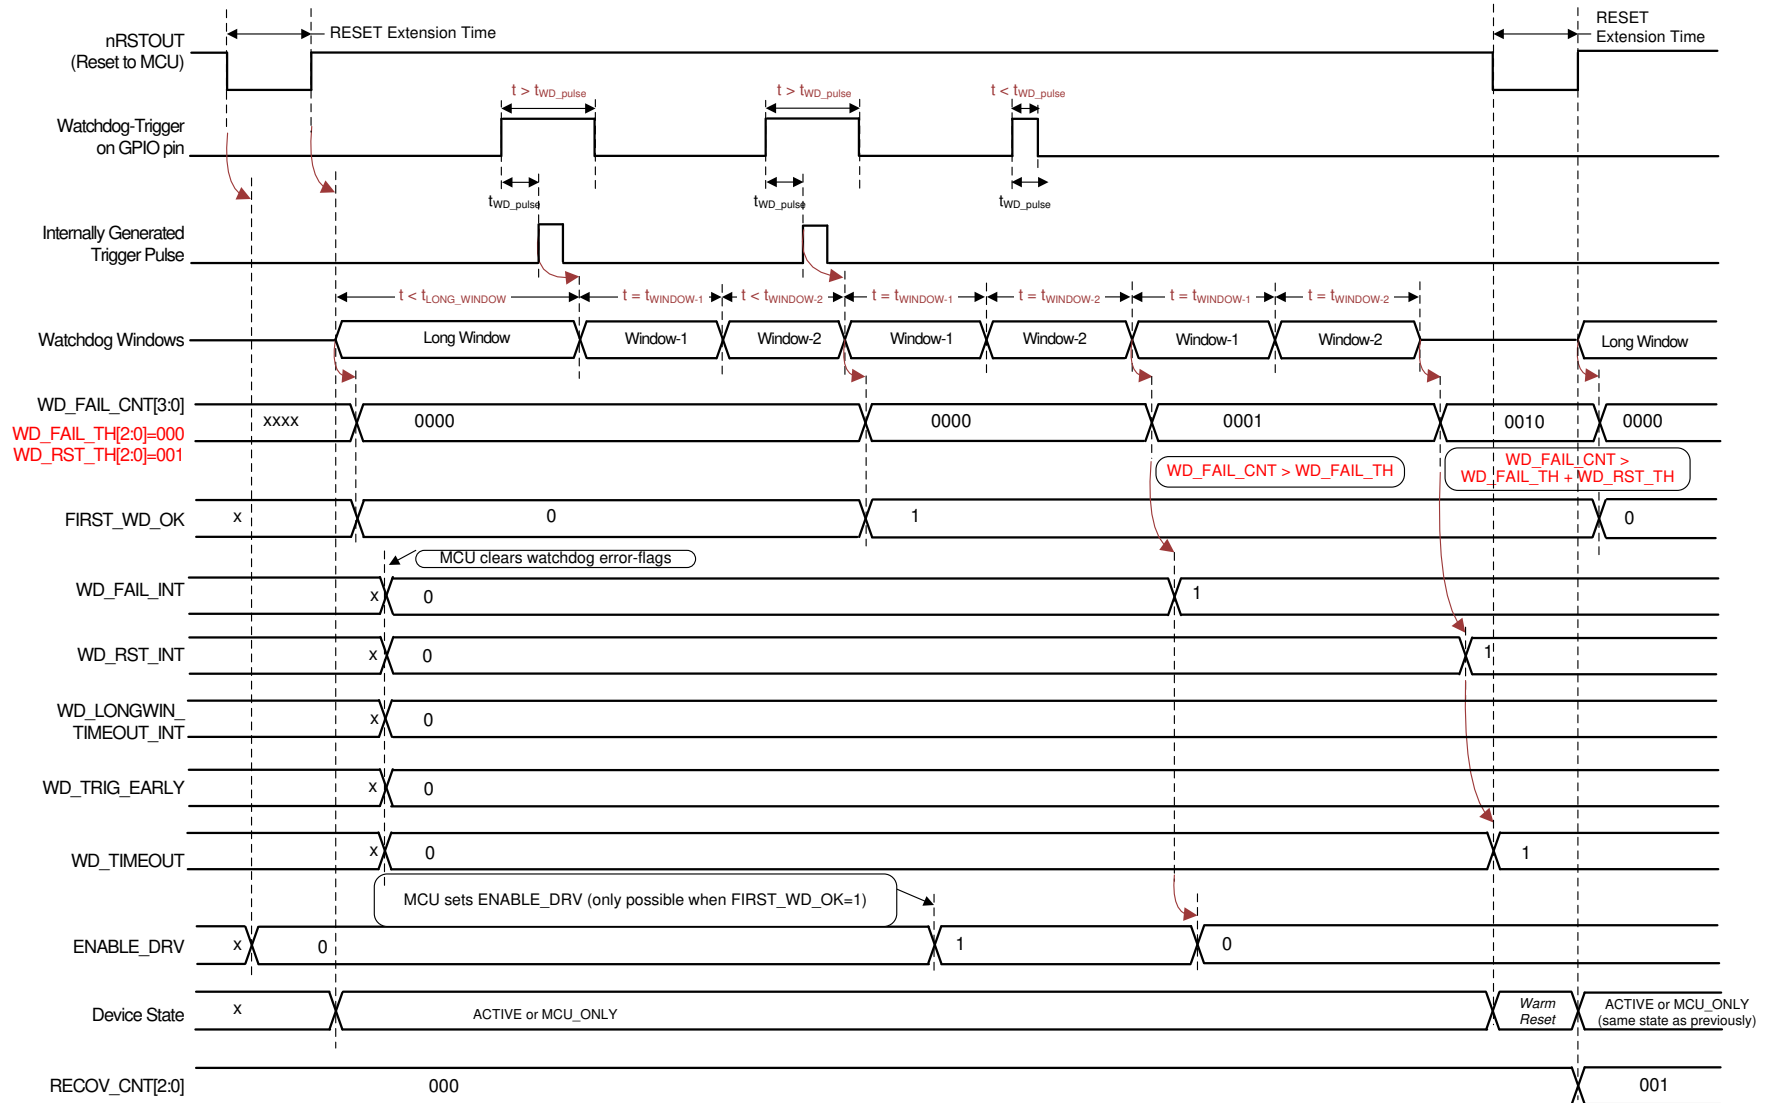 RESET Extension Time
RESET
Extension Time
nRSTOUT
(Reset to MCU)
t > tWD_pulse
t > tWD_pulse
t < tWD_pulse
Watchdog-Trigger
on GPIO pin
tWD_pulse
tWD_pulse
tWD_pulse
Internally Generated
Trigger Pulse
t < tLONG_WINDOW
t = tWINDOW-1
t < tWINDOW-2
t = tWINDOW-1
t = tWINDOW-2
t = tWINDOW-1
t = tWINDOW-2
Watchdog Windows
Long Window
Window-1
Window-2
Window-1
Window-2
Window-1
Window-2
Long Window
WD_FAIL_CNT[3:0]
WD_FAIL_TH[2:0]=000
WD_RST_TH[2:0]=001
xxxx
0000
0000
0001
0010
0000
WD_FAIL_CNT > WD_FAIL_TH
WD_FAIL_CNT >
WD_FAIL_TH + WD_RST_TH
FIRST_WD_OK
x
0
1
0
MCU clears watchdog error-flags
WD_FAIL_INT
x
0
1
WD_RST_INT
x
0
1
WD_LONGWIN_
TIMEOUT_INT
x
0
WD_TRIG_EARLY
x
0
WD_TIMEOUT
x
0
1
MCU sets ENABLE_DRV (only possible when FIRST_WD_OK=1)
ENABLE_DRV
x
0
1
0
Device State
x
ACTIVE or MCU_ONLY
Warm
Reset
ACTIVE or MCU_ONLY
(same state as previously)
RECOV_CNT[2:0]
000
001